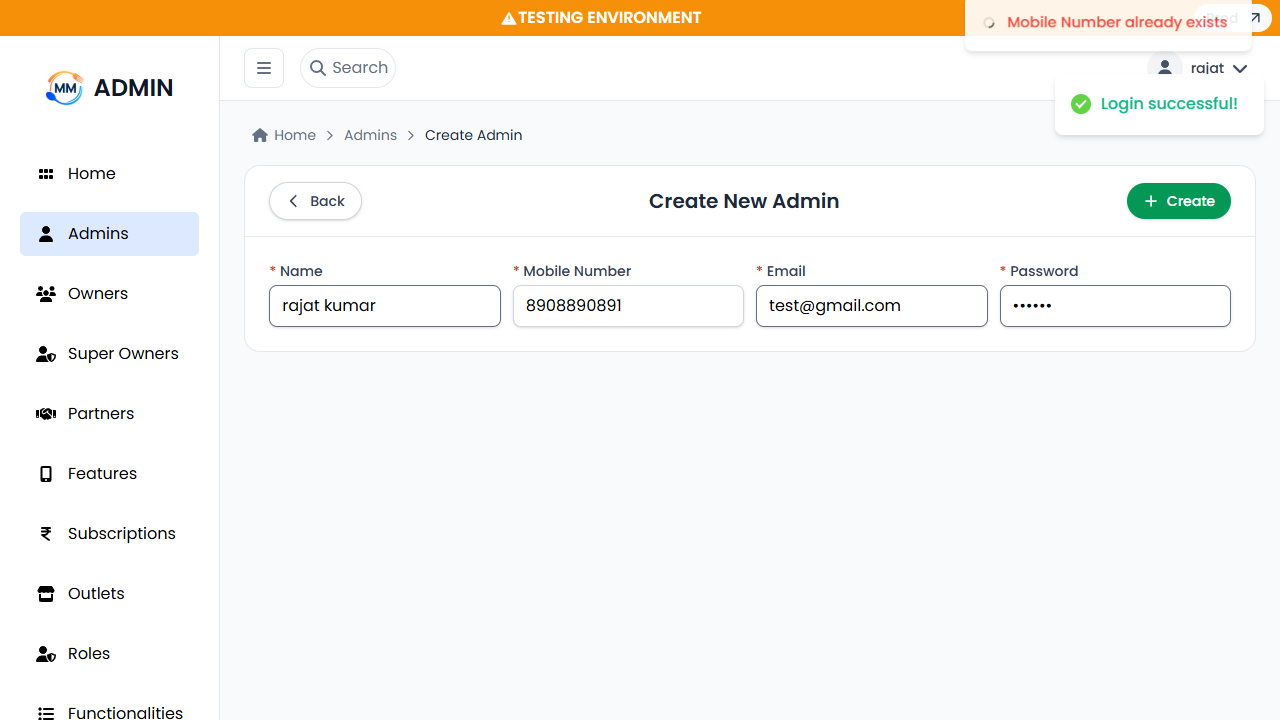 TESTING ENVIRONMENT
Mobile Number already exists
MM ADMIN
Search
rajat
Login successful!
Home > Admins > Create Admin
Home
Admins
Owners
Super Owners
Partners
Features
Subscriptions
Outlets
Roles
Functionalities
Back
Create New Admin
+ Create
* Name
* Mobile Number
* Email
* Password
rajat kumar
8908890891
test@gmail.com
••••••